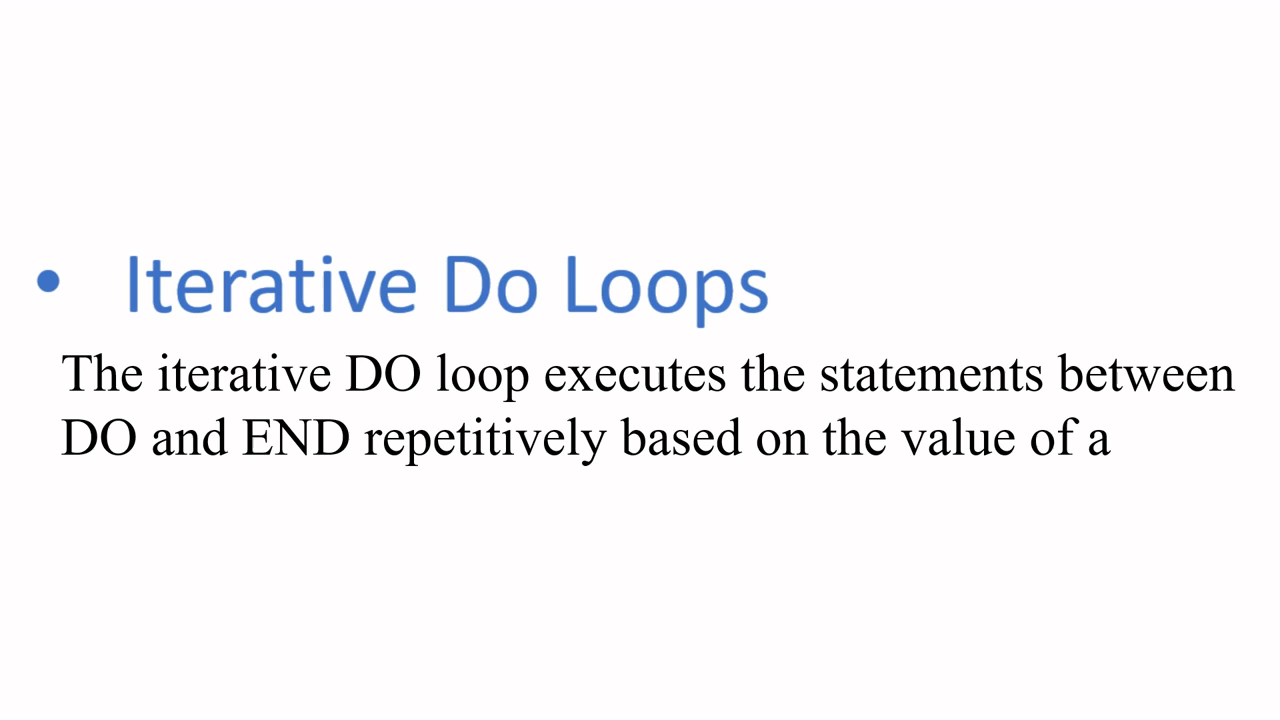 • Iterative Do Loops
The iterative DO loop executes the statements between
DO and END repetitively based on the value of a